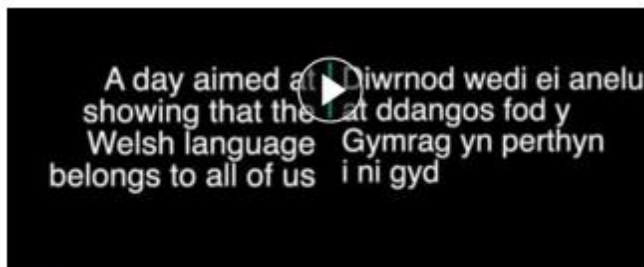 A day aimed at
showing that the
Welsh language
belongs to all of us
Diwrnod wedi ei anelu
at ddangos fod y
Gymrag yn perthyn
i ni gyd